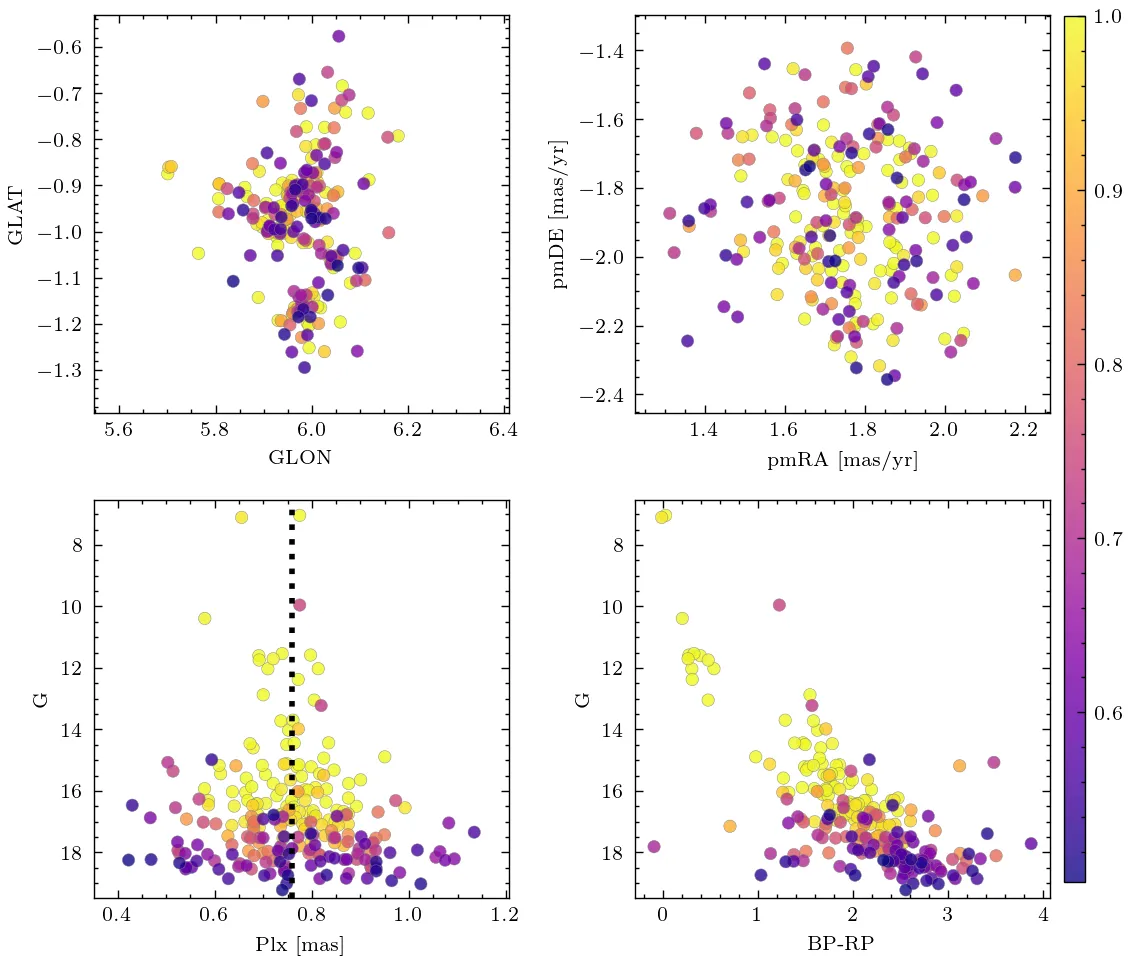 −0.6
−0.7
−0.8
−0.9
−1.0
−1.1
−1.2
−1.3
GLAT
5.6 5.8 6.0 6.2 6.4
GLON
−1.4
−1.6
−1.8
−2.0
−2.2
−2.4
pmDE [mas/yr]
1.4 1.6 1.8 2.0 2.2
pmRA [mas/yr]
1.0
0.9
0.8
0.7
0.6
8
10
12
14
16
18
G
0.4 0.6 0.8 1.0 1.2
Plx [mas]
8
10
12
14
16
18
G
0 1 2 3 4
BP-RP